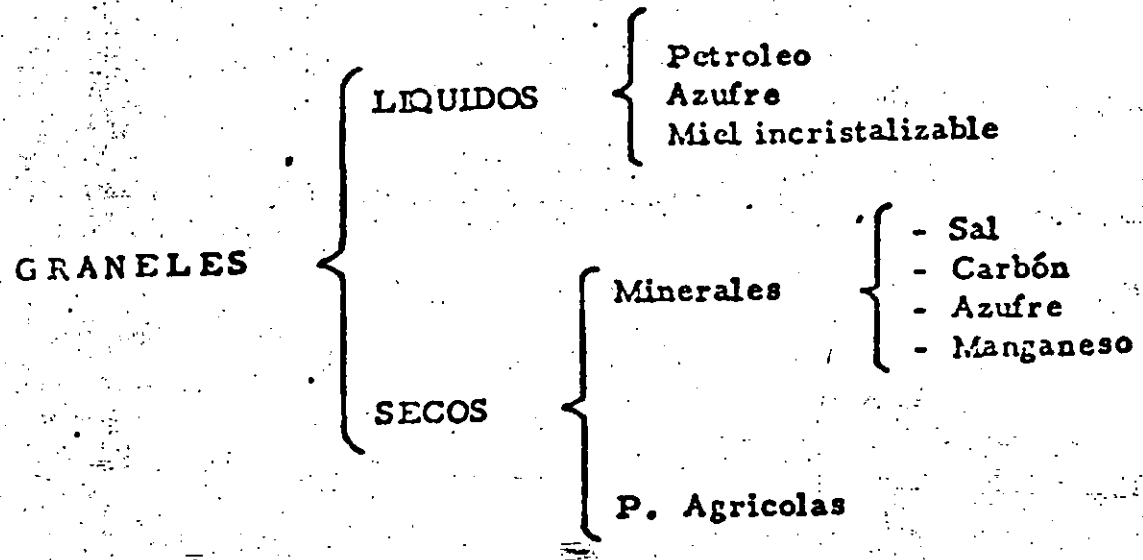 GRANELES
LIQUIDOS
Petroleo
Azufre
Miel incristalizable
SECOS
Minerales
- Sal
- Carbón
- Azufre
- Manganeso
P. Agricolas